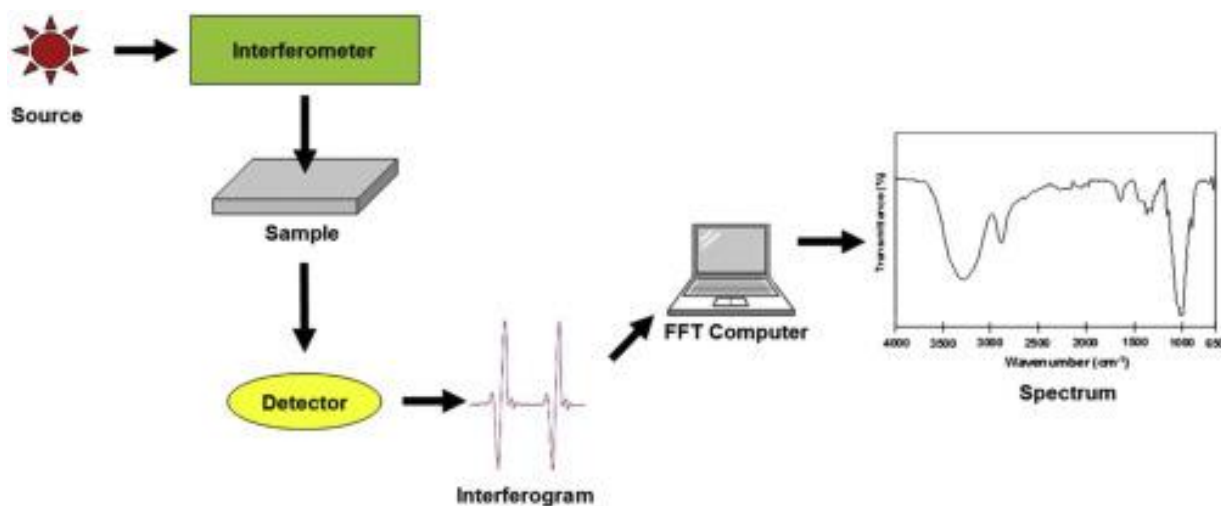 Interferometer
Source
Sample
Detector
Interferogram
FFT Computer
Transmittance (%)
4000 3500 3000 2500 2000 1500 1000 650
Wavenumber (cm⁻¹)
Spectrum